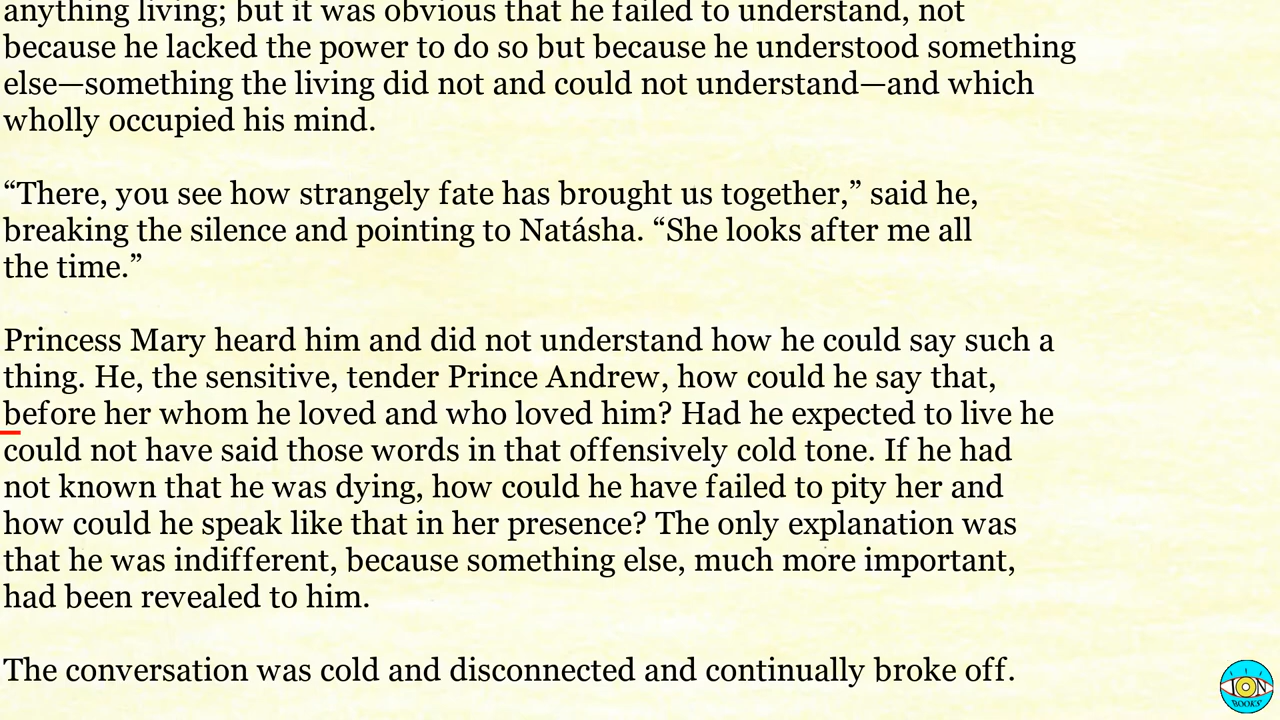 anything living; but it was obvious that he failed to understand, not
because he lacked the power to do so but because he understood something
else—something the living did not and could not understand—and which
wholly occupied his mind.
“There, you see how strangely fate has brought us together,” said he,
breaking the silence and pointing to Natásha. “She looks after me all
the time.”
Princess Mary heard him and did not understand how he could say such a
thing. He, the sensitive, tender Prince Andrew, how could he say that,
before her whom he loved and who loved him? Had he expected to live he
could not have said those words in that offensively cold tone. If he had
not known that he was dying, how could he have failed to pity her and
how could he speak like that in her presence? The only explanation was
that he was indifferent, because something else, much more important,
had been revealed to him.
The conversation was cold and disconnected and continually broke off.
ION
BOOKS